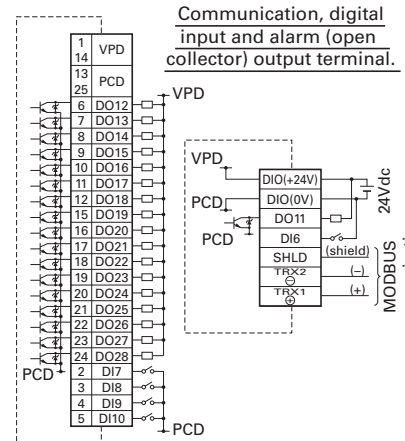 Communication, digital
input and alarm (open
collector) output terminal.
1 14 VPD
13 25 PCD
VPD
6 DO12
7 DO13
8 DO14
9 DO15
10 DO16
11 DO17
12 DO18
15 DO19
16 DO20
17 DO21
18 DO22
19 DO23
20 DO24
21 DO25
22 DO26
23 DO27
24 DO28
PCD
2 DI7
3 DI8
4 DI9
5 DI10
PCD
VPD
DIO(+24V)
PCD
DIO(0V)
24Vdc
DO11
PCD
DI6
SHLD (shield)
TRX2 ⊖ (–)
TRX1 ⊕ (+)
MODBUS